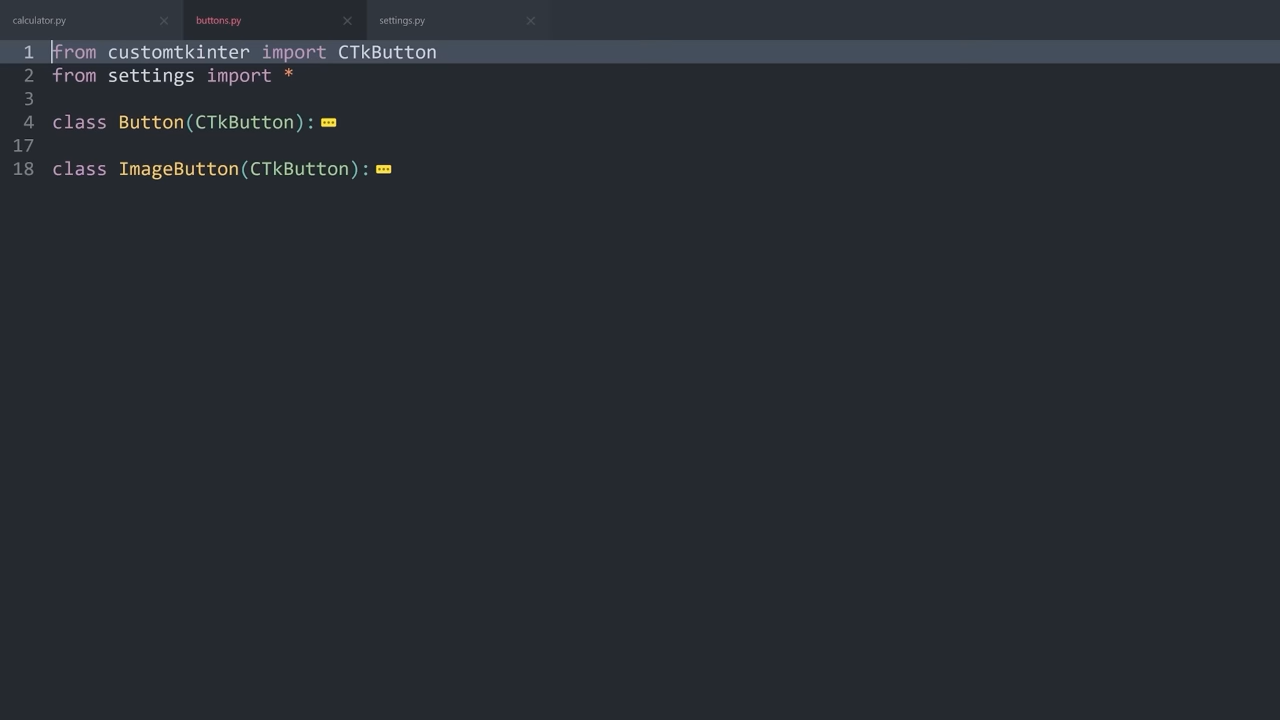 calculator.py
buttons.py
settings.py
1 from customtkinter import CTkButton
2 from settings import *
3
4 class Button(CTkButton):
17
18 class ImageButton(CTkButton):